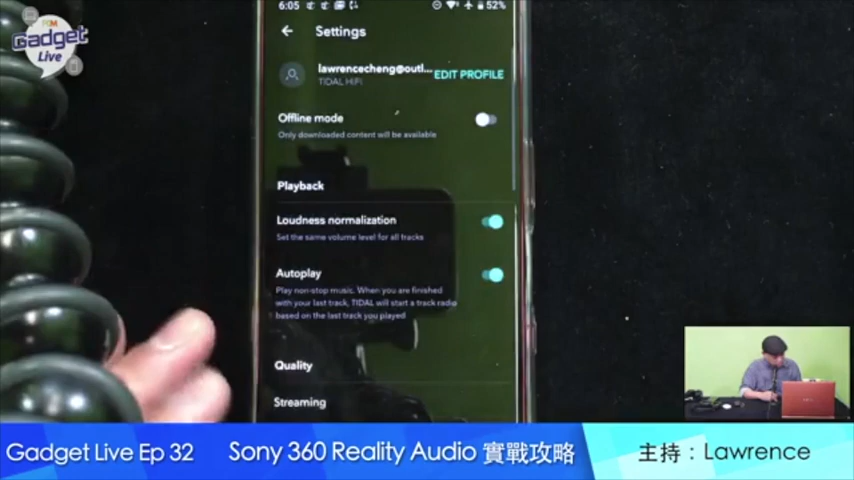 PCM
Gadget
Live
6:05
52%
Settings
lawrencecheng@outl...
EDIT PROFILE
TIDAL HiFi
Offline mode
Only downloaded content will be available
Playback
Loudness normalization
Set the same volume level for all tracks
Autoplay
Play non-stop music. When you are finished
with your last track, TIDAL will start a track radio
based on the last track you played
Quality
Streaming
Gadget Live Ep 32
Sony 360 Reality Audio 實戰攻略
主持：Lawrence